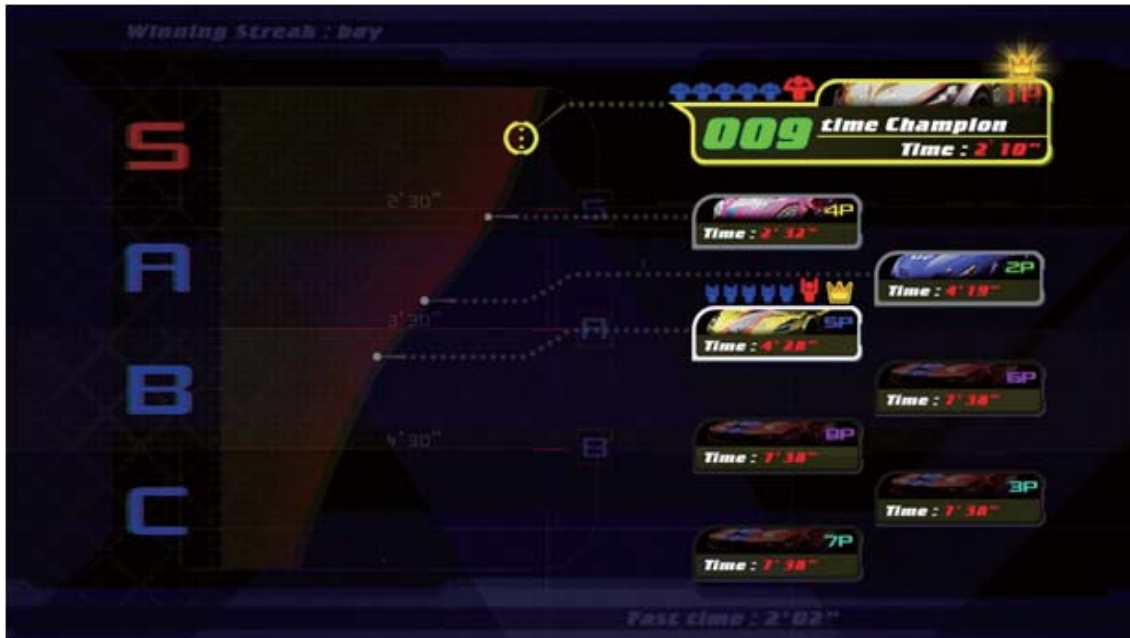 Winning Streak : bay
1P
009 time Champion
Time : 2'10"
S
2'30"
S
4P
Time : 2'32"
A
2P
Time : 4'19"
3'30"
A
5P
Time : 4'28"
B
6P
Time : 7'38"
4'30"
B
8P
Time : 7'38"
C
3P
Time : 7'38"
7P
Time : 7'38"
Fast time : 2'02"